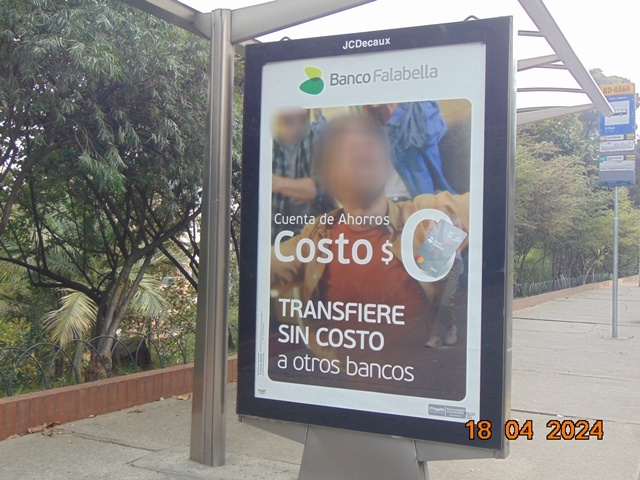 JCDecaux
Banco Falabella
Cuenta de Ahorros
Costo $0
TRANSFIERE
SIN COSTO
a otros bancos
18 04 2024